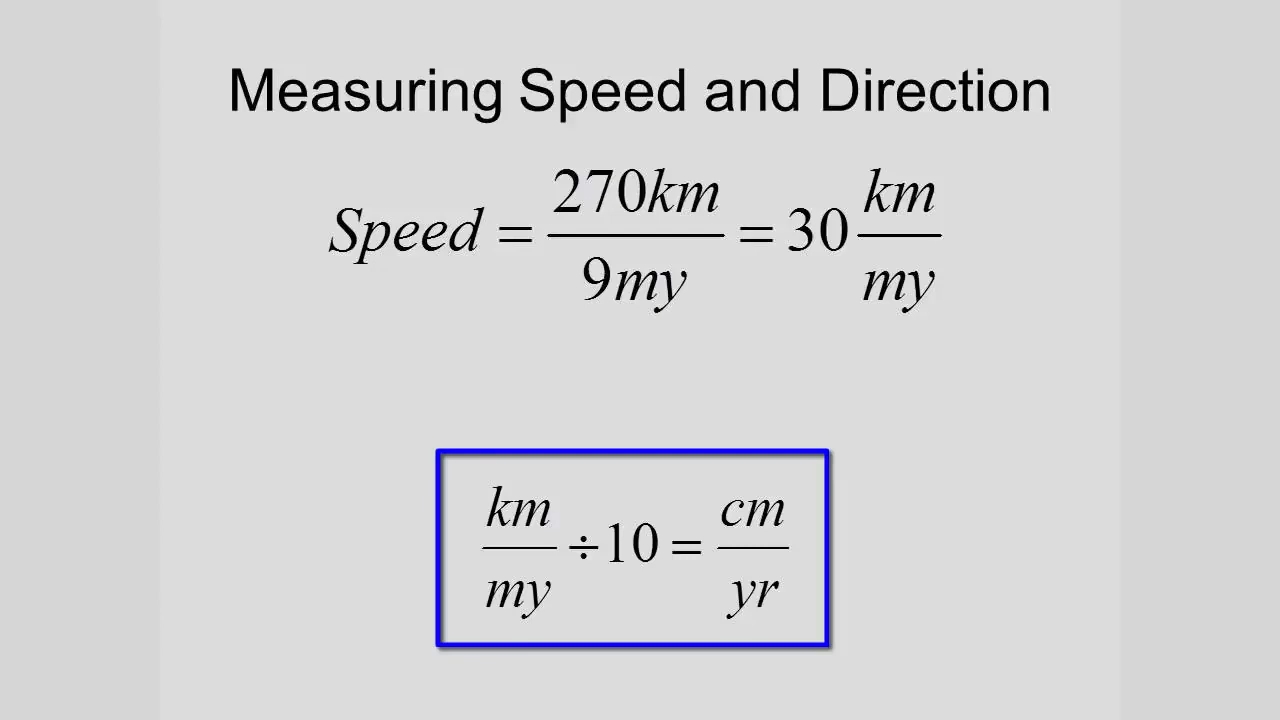 Measuring Speed and Direction
Speed = 270km / 9my = 30 km / my
km / my ÷ 10 = cm / yr